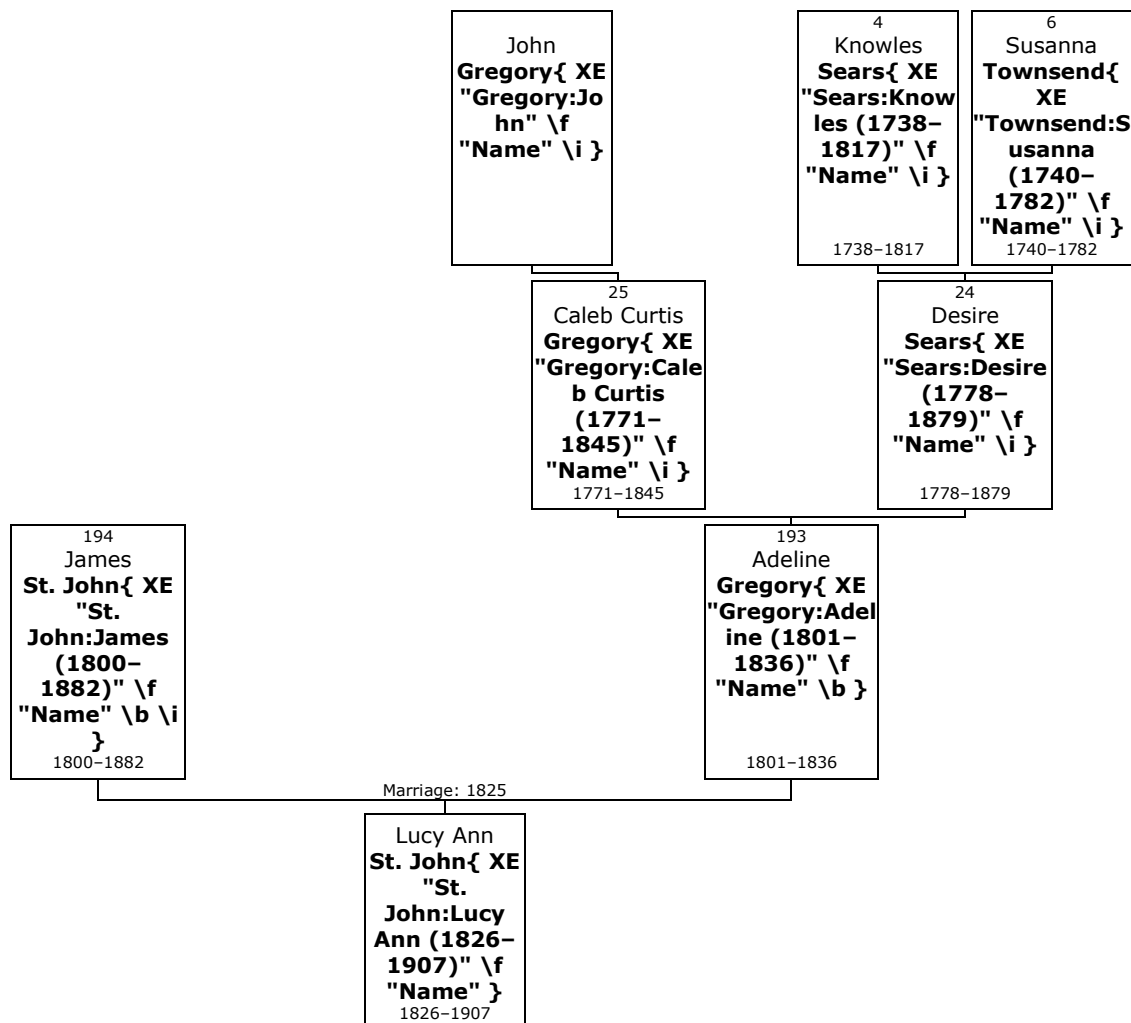 John
Gregory{ XE
"Gregory:Jo
hn" \f
"Name" \i }
4
Knowles
Sears{ XE
"Sears:Know
les (1738–
1817)" \f
"Name" \i }
1738–1817
6
Susanna
Townsend{
XE
"Townsend:S
usanna
(1740–
1782)" \f
"Name" \i }
1740–1782
25
Caleb Curtis
Gregory{ XE
"Gregory:Cale
b Curtis
(1771–
1845)" \f
"Name" \i }
1771–1845
24
Desire
Sears{ XE
"Sears:Desire
(1778–
1879)" \f
"Name" \i }
1778–1879
194
James
St. John{ XE
"St.
John:James
(1800–
1882)" \f
"Name" \b \i
}
1800–1882
193
Adeline
Gregory{ XE
"Gregory:Adel
ine (1801–
1836)" \f
"Name" \b }
1801–1836
Marriage: 1825
Lucy Ann
St. John{ XE
"St.
John:Lucy
Ann (1826–
1907)" \f
"Name" }
1826–1907